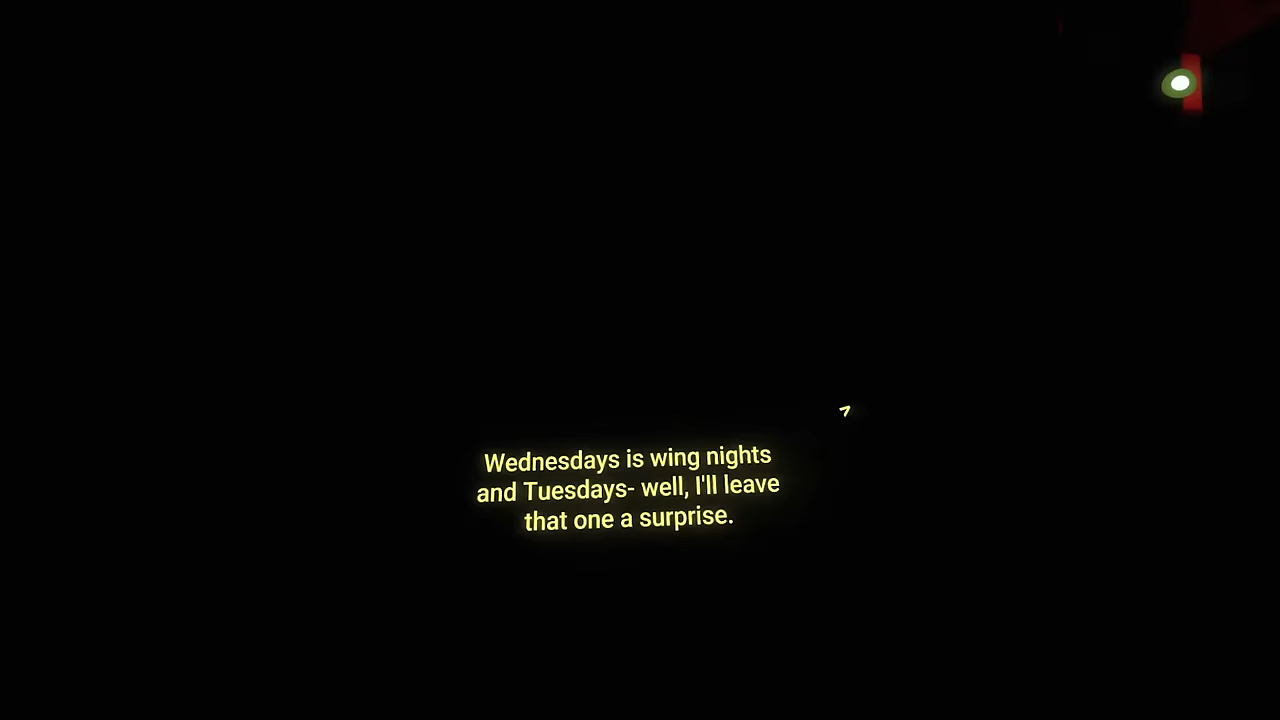 Wednesdays is wing nights
and Tuesdays- well, I'll leave
that one a surprise.